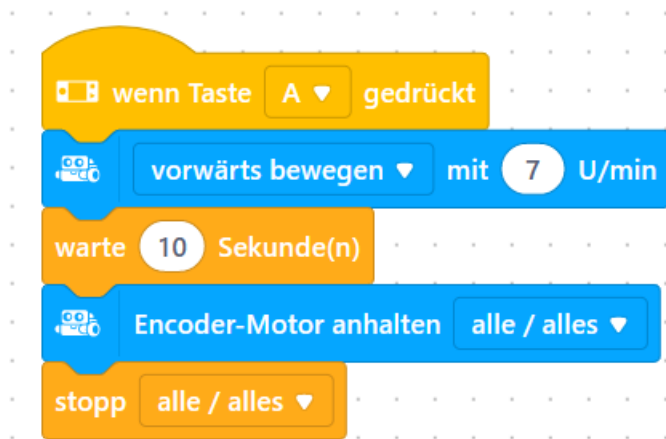 wenn Taste A gedrückt
vorwärts bewegen mit 7 U/min
warte 10 Sekunde(n)
Encoder-Motor anhalten alle / alles
stopp alle / alles